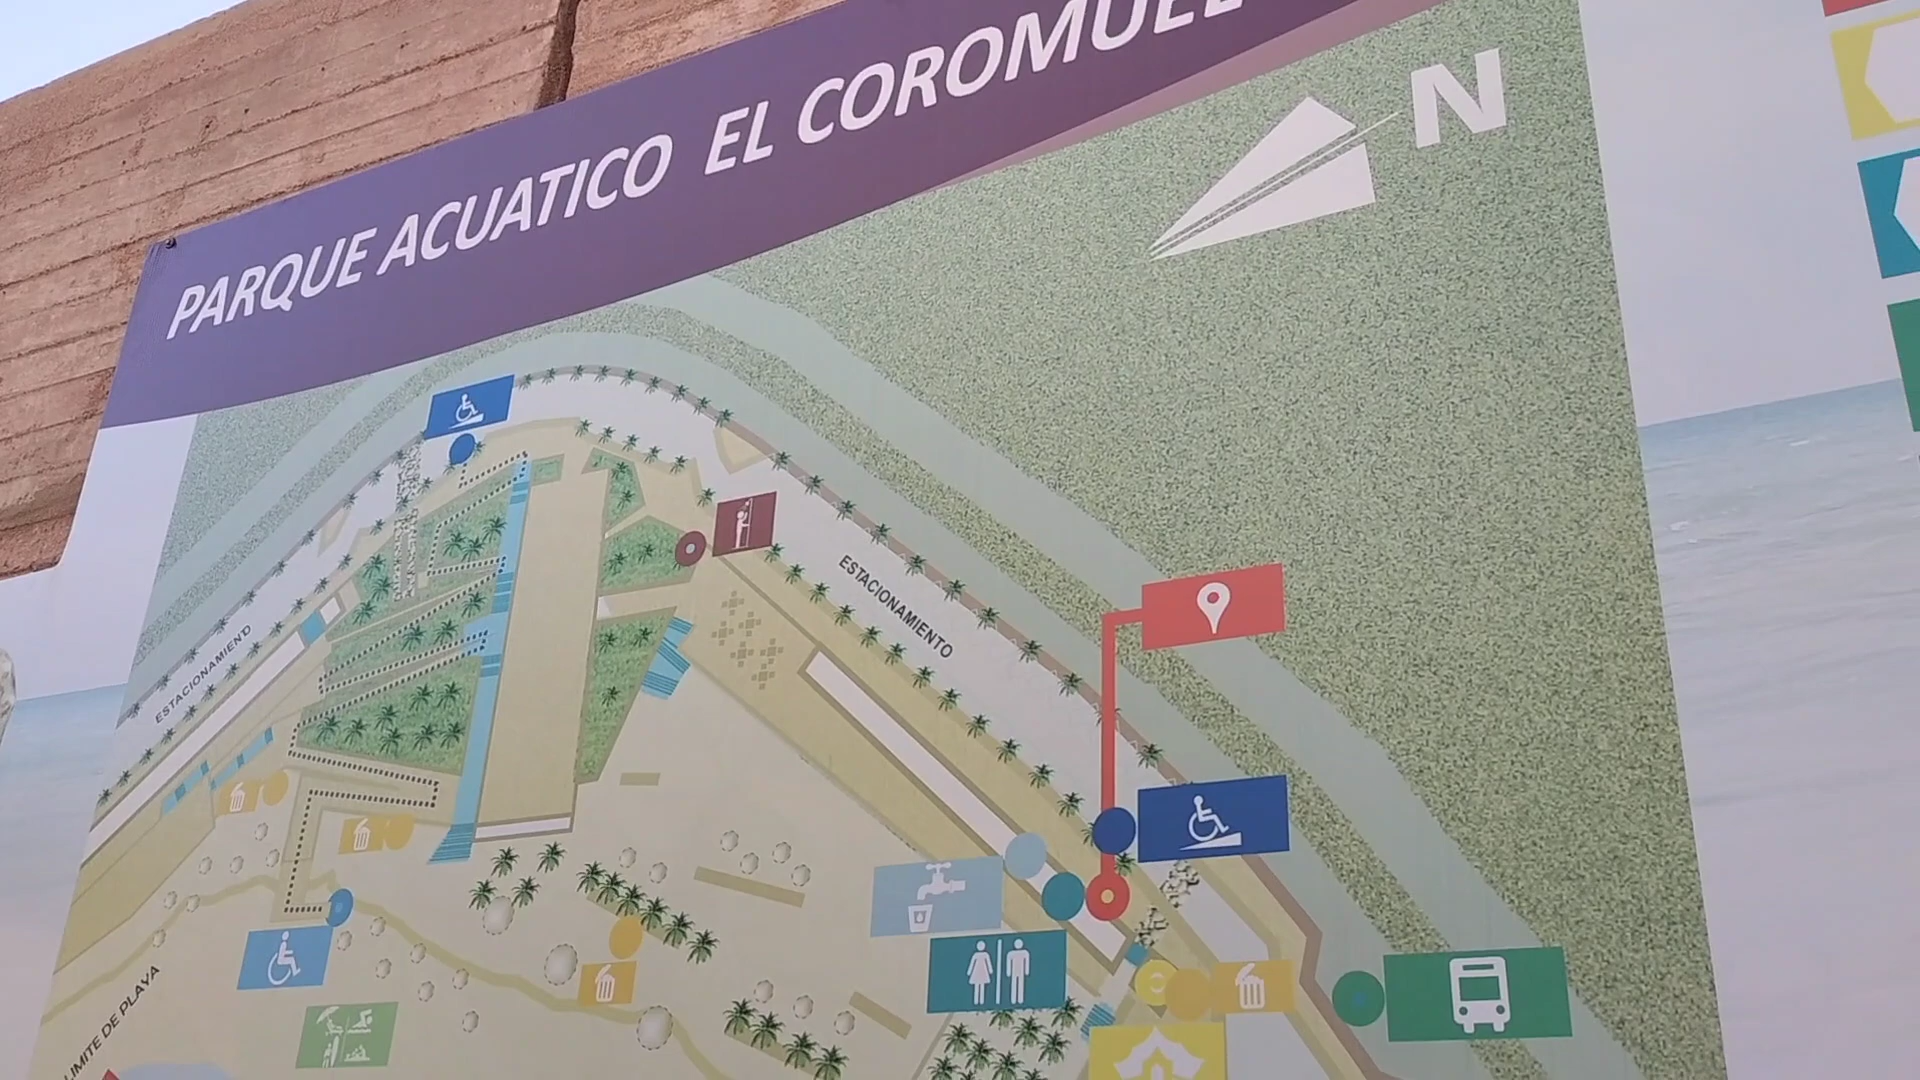 PARQUE ACUATICO EL COROMUEL
N
ESTACIONAMIENTO
ESTACIONAMIENTO
LIMITE DE PLAYA